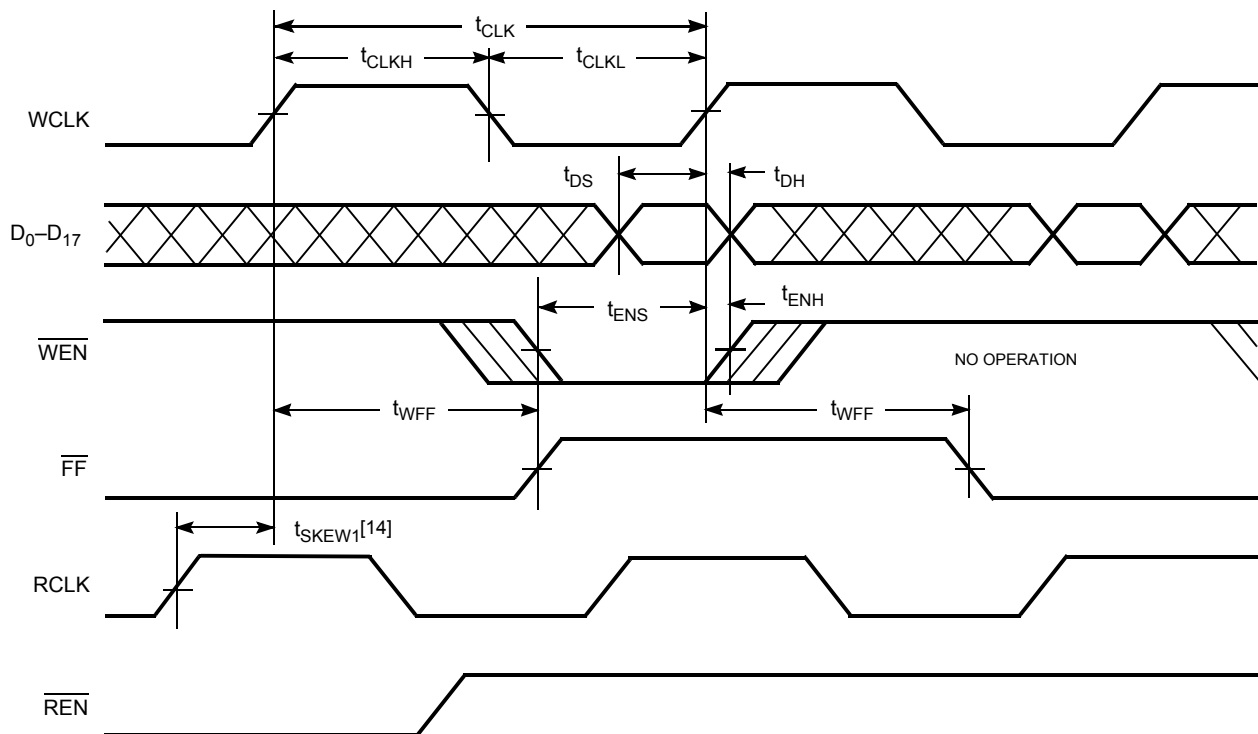 tCLK
tCLKH tCLKL
WCLK
tDS tDH
D0–D17
tENS tENH
WEN
NO OPERATION
tWFF tWFF
FF
tSKEW1[14]
RCLK
REN